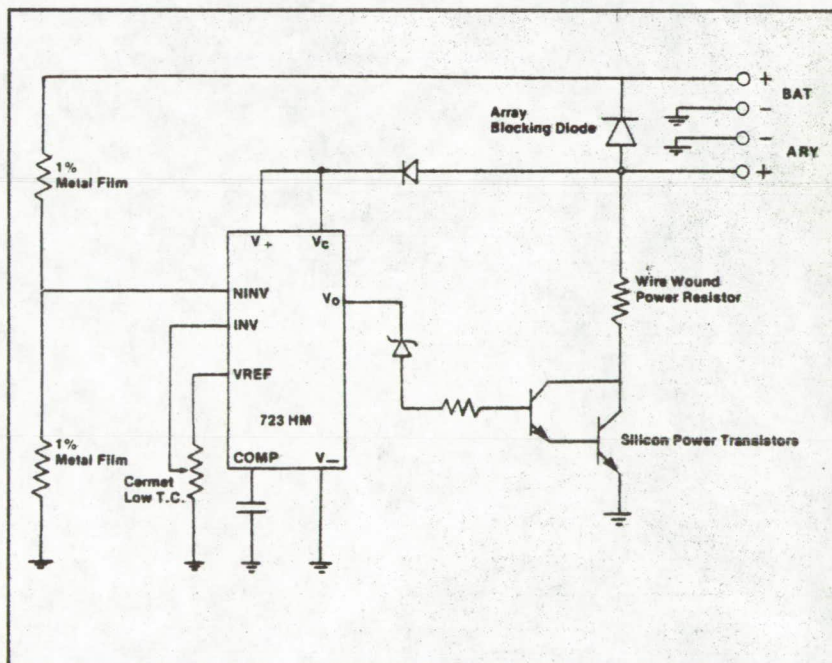 +
BAT
Array
Blocking Diode
-
-
ARY
+
1%
Metal Film
V+
Vc
Wire Wound
Power Resistor
NINV
Vo
INV
VREF
723 HM
Silicon Power Transistors
1%
Metal Film
COMP
V-
Cermet
Low T.C.